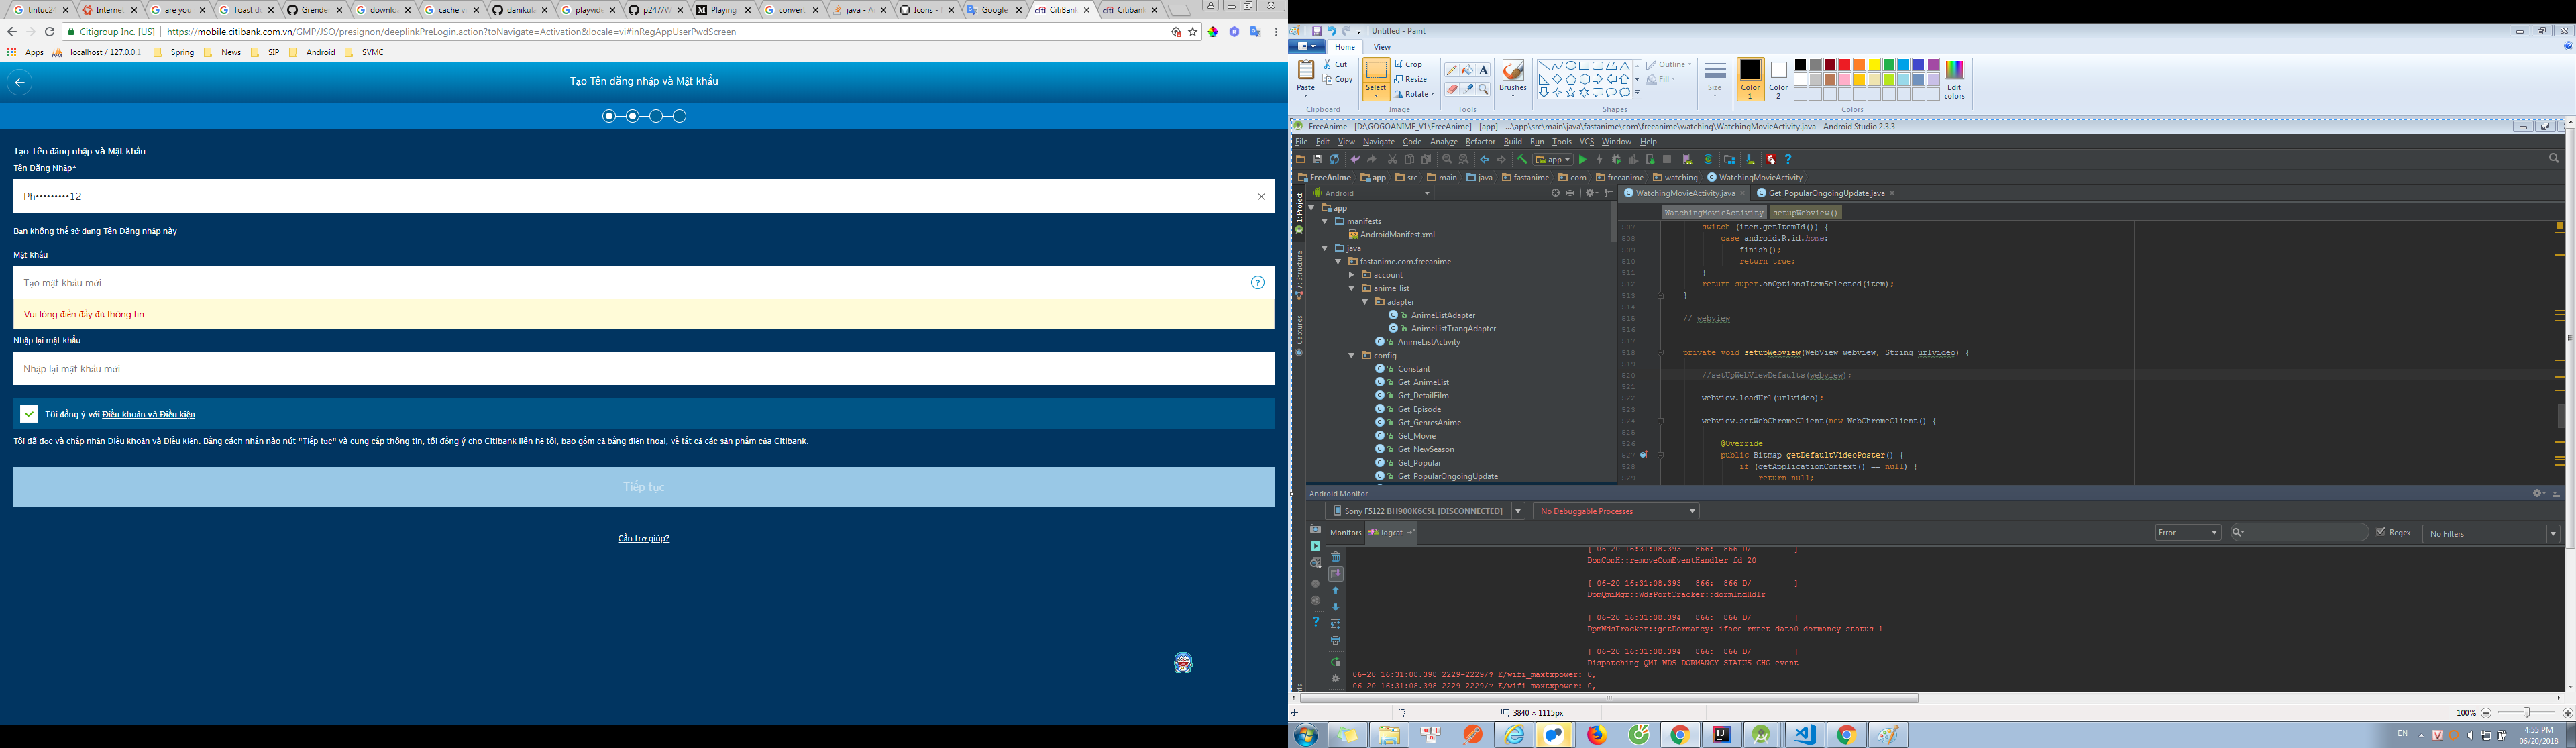 tintuc24
Internet
are you
Toast do
Grender
downloa
cache vi
danikula
playvide
p247/W
Playing
convert
java - A
Icons -
Google
CitiBank
Citibank
Citigroup Inc. [US] | https://mobile.citibank.com.vn/GMP/JSO/presignon/deeplinkPreLogin.action?toNavigate=Activation&locale=vi#inRegAppUserPwdScreen
Apps localhost / 127.0.0.1 Spring News SIP Android SVMC
Tạo Tên đăng nhập và Mật khẩu
Tạo Tên đăng nhập và Mật khẩu
Tên Đăng Nhập*
Ph•••••••••12
Bạn không thể sử dụng Tên Đăng nhập này
Mật khẩu
Tạo mật khẩu mới
Vui lòng điền đầy đủ thông tin.
Nhập lại mật khẩu
Nhập lại mật khẩu mới
Tôi đồng ý với Điều khoản và Điều kiện
Tôi đã đọc và chấp nhận Điều khoản và Điều kiện. Bằng cách nhấn nào nút "Tiếp tục" và cung cấp thông tin, tôi đồng ý cho Citibank liên hệ tôi, bao gồm cả bằng điện thoại, về tất cả các sản phẩm của Citibank.
Tiếp tục
Cần trợ giúp?
Untitled - Paint
Home View
Paste
Cut
Copy
Clipboard
Select
Crop
Resize
Rotate
Image
Tools
Brushes
Shapes
Outline
Fill
Size
Color 1
Color 2
Edit colors
Colors
FreeAnime - [D:\GOGOANIME_V1\FreeAnime] - [app] - ...\app\src\main\java\fastanime\com\freeanime\watching\WatchingMovieActivity.java - Android Studio 2.3.3
File Edit View Navigate Code Analyze Refactor Build Run Tools VCS Window Help
app
FreeAnime app src main java fastanime com freeanime watching WatchingMovieActivity
Android
WatchingMovieActivity.java
Get_PopularOngoingUpdate.java
1: Project
7: Structure
Captures
app
manifests
AndroidManifest.xml
java
fastanime.com.freeanime
account
anime_list
adapter
AnimeListAdapter
AnimeListTrangAdapter
AnimeListActivity
config
Constant
Get_AnimeList
Get_DetailFilm
Get_Episode
Get_GenresAnime
Get_Movie
Get_NewSeason
Get_Popular
Get_PopularOngoingUpdate
WatchingMovieActivity setupWebview()
507 switch (item.getItemId()) {
508 case android.R.id.home:
509 finish();
510 return true;
511 }
512 return super.onOptionsItemSelected(item);
513 }
514
515 // webview
516
517
518 private void setupWebview(WebView webview, String urlvideo) {
519
520 //setUpWebViewDefaults(webview);
521
522 webview.loadUrl(urlvideo);
523
524 webview.setWebChromeClient(new WebChromeClient() {
525
526 @Override
527 public Bitmap getDefaultVideoPoster() {
528 if (getApplicationContext() == null) {
529 return null;
Android Monitor
Sony F5122 BH900K6C5L [DISCONNECTED]
No Debuggable Processes
Monitors logcat
Error
Regex
No Filters
[ 06-20 16:31:08.393 866: 866 D/ ]
DpmComH::removeComEventHandler fd 20
[ 06-20 16:31:08.393 866: 866 D/ ]
DpmQmiMgr::WdsPortTracker::dormIndHdlr
[ 06-20 16:31:08.394 866: 866 D/ ]
DpmWdsTracker::getDormancy: iface rmnet_data0 dormancy status 1
[ 06-20 16:31:08.394 866: 866 D/ ]
Dispatching QMI_WDS_DORMANCY_STATUS_CHG event
06-20 16:31:08.398 2229-2229/? E/wifi_maxtxpower: 0,
06-20 16:31:08.398 2229-2229/? E/wifi_maxtxpower: 0,
3840 × 1115px
100%
EN
4:55 PM
06/20/2018